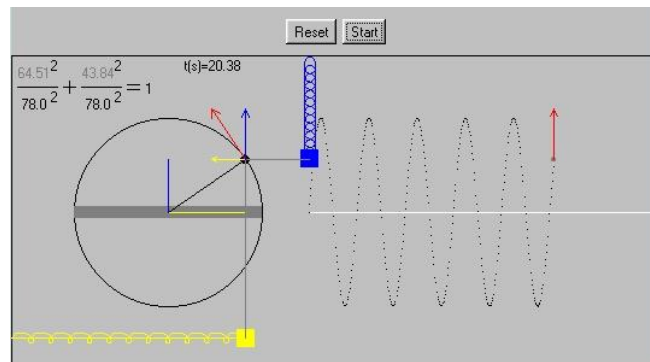 Reset Start
64.51² / 78.0² + 43.84² / 78.0² = 1
t(s)=20.38